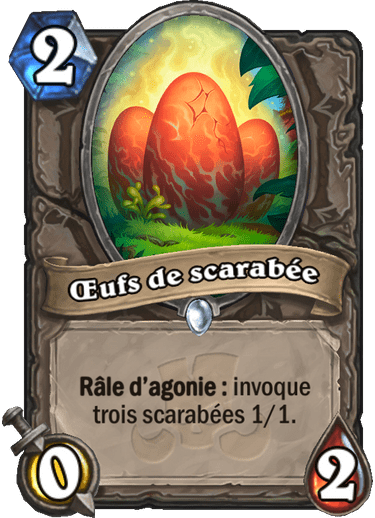 2
Œufs de scarabée
Râle d’agonie : invoque
trois scarabées 1/1.
0
2